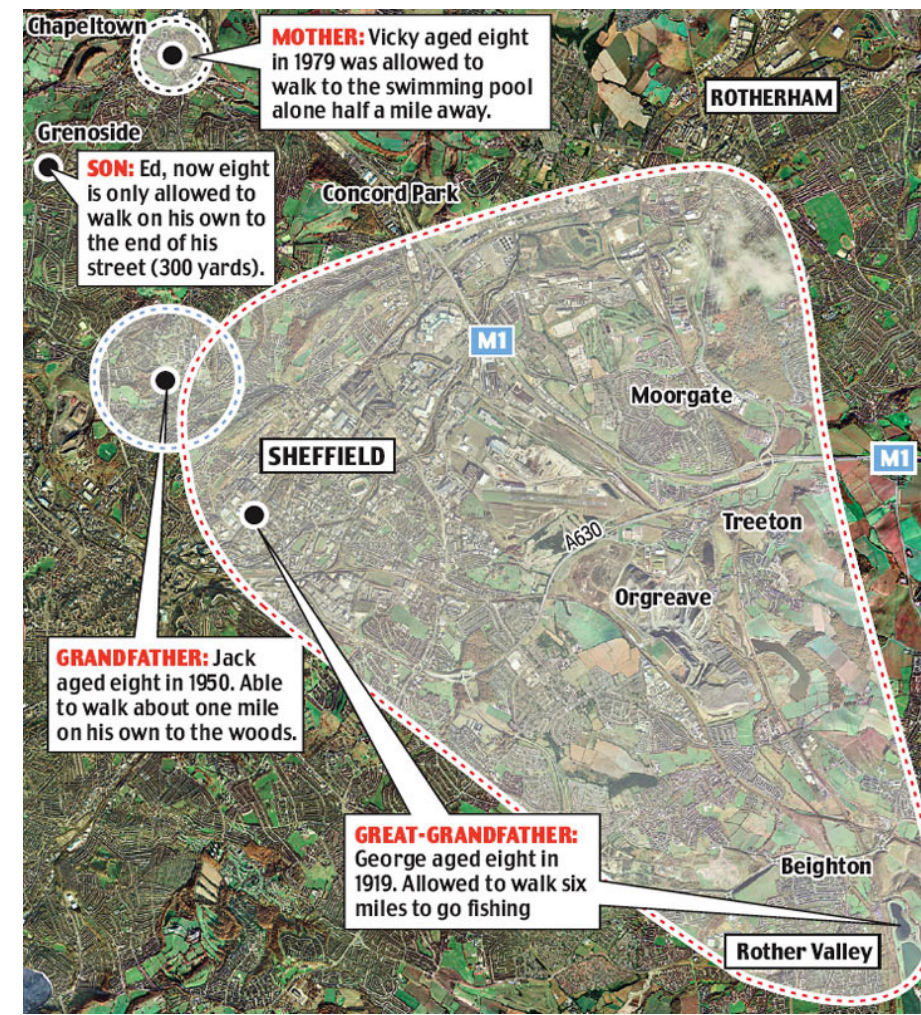 Chapeltown
MOTHER: Vicky aged eight
in 1979 was allowed to
walk to the swimming pool
alone half a mile away.
ROTHERHAM
Grenoside
SON: Ed, now eight
is only allowed to
walk on his own to
the end of his
street (300 yards).
Concord Park
M1
Moorgate
SHEFFIELD
M1
Treeton
A630
Orgreave
GRANDFATHER: Jack
aged eight in 1950. Able
to walk about one mile
on his own to the woods.
GREAT-GRANDFATHER:
George aged eight in
1919. Allowed to walk six
miles to go fishing
Beighton
Rother Valley